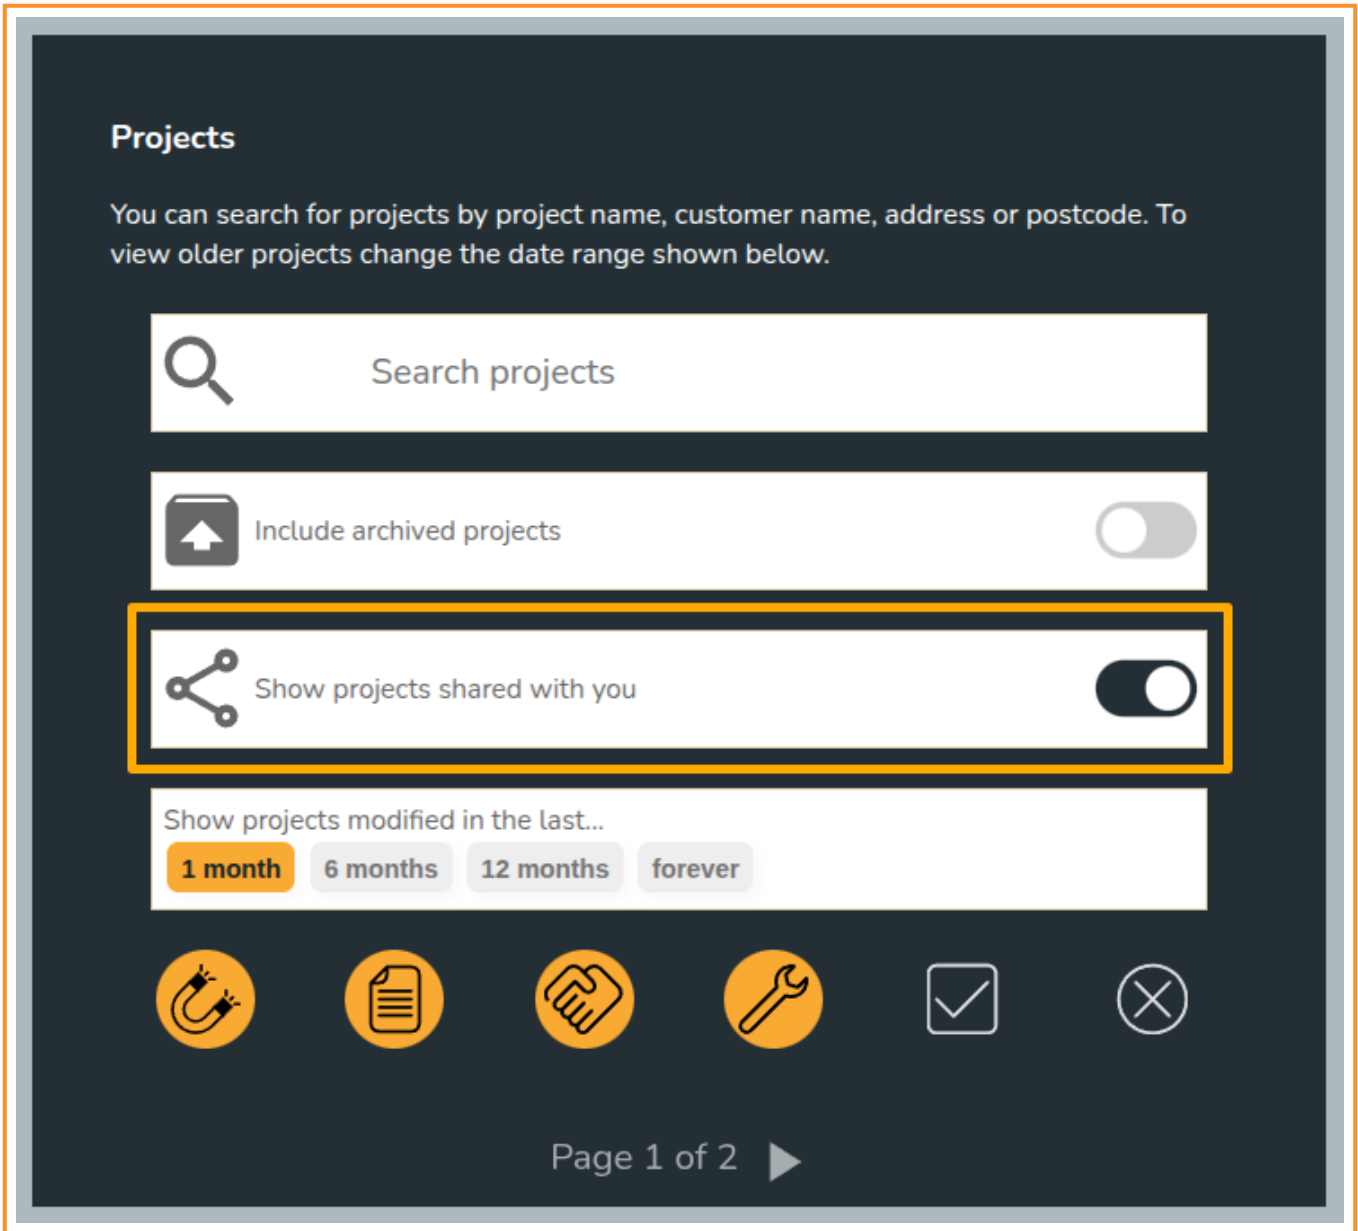 Projects
You can search for projects by project name, customer name, address or postcode. To
view older projects change the date range shown below.
Search projects
Include archived projects
Show projects shared with you
Show projects modified in the last...
1 month 6 months 12 months forever
Page 1 of 2